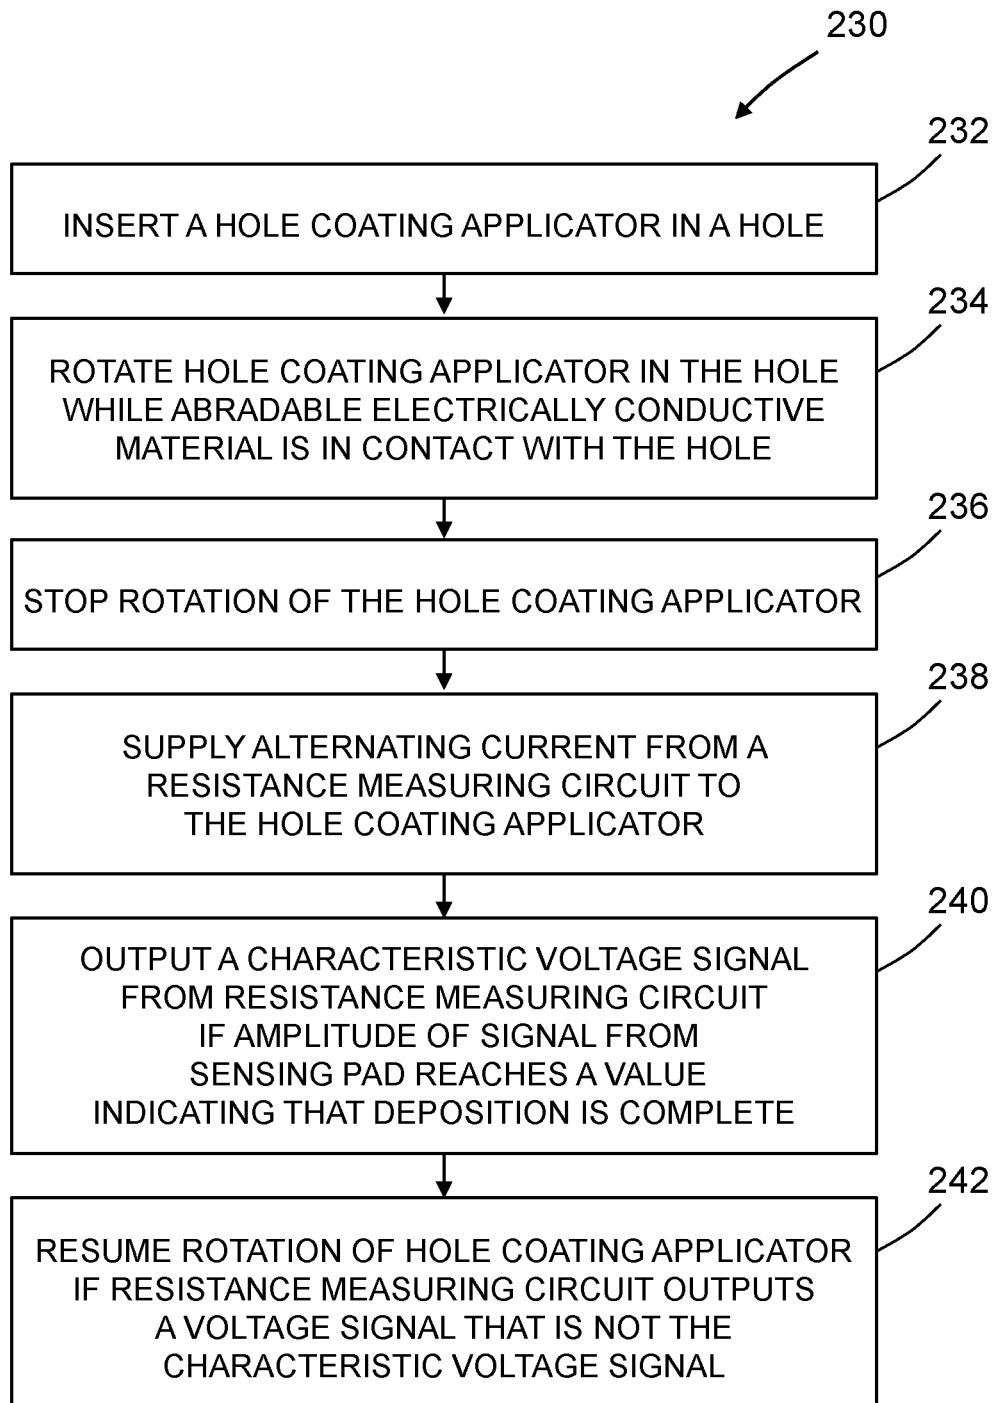 230
232
INSERT A HOLE COATING APPLICATOR IN A HOLE
234
ROTATE HOLE COATING APPLICATOR IN THE HOLE
WHILE ABRADABLE ELECTRICALLY CONDUCTIVE
MATERIAL IS IN CONTACT WITH THE HOLE
236
STOP ROTATION OF THE HOLE COATING APPLICATOR
238
SUPPLY ALTERNATING CURRENT FROM A
RESISTANCE MEASURING CIRCUIT TO
THE HOLE COATING APPLICATOR
240
OUTPUT A CHARACTERISTIC VOLTAGE SIGNAL
FROM RESISTANCE MEASURING CIRCUIT
IF AMPLITUDE OF SIGNAL FROM
SENSING PAD REACHES A VALUE
INDICATING THAT DEPOSITION IS COMPLETE
242
RESUME ROTATION OF HOLE COATING APPLICATOR
IF RESISTANCE MEASURING CIRCUIT OUTPUTS
A VOLTAGE SIGNAL THAT IS NOT THE
CHARACTERISTIC VOLTAGE SIGNAL